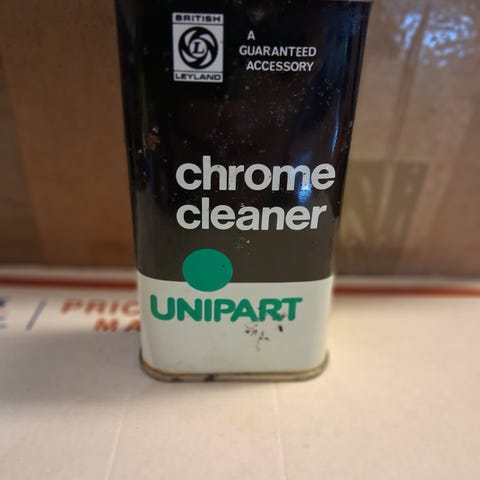 BRITISH
L
LEYLAND
A
GUARANTEED
ACCESSORY
chrome
cleaner
UNIPART